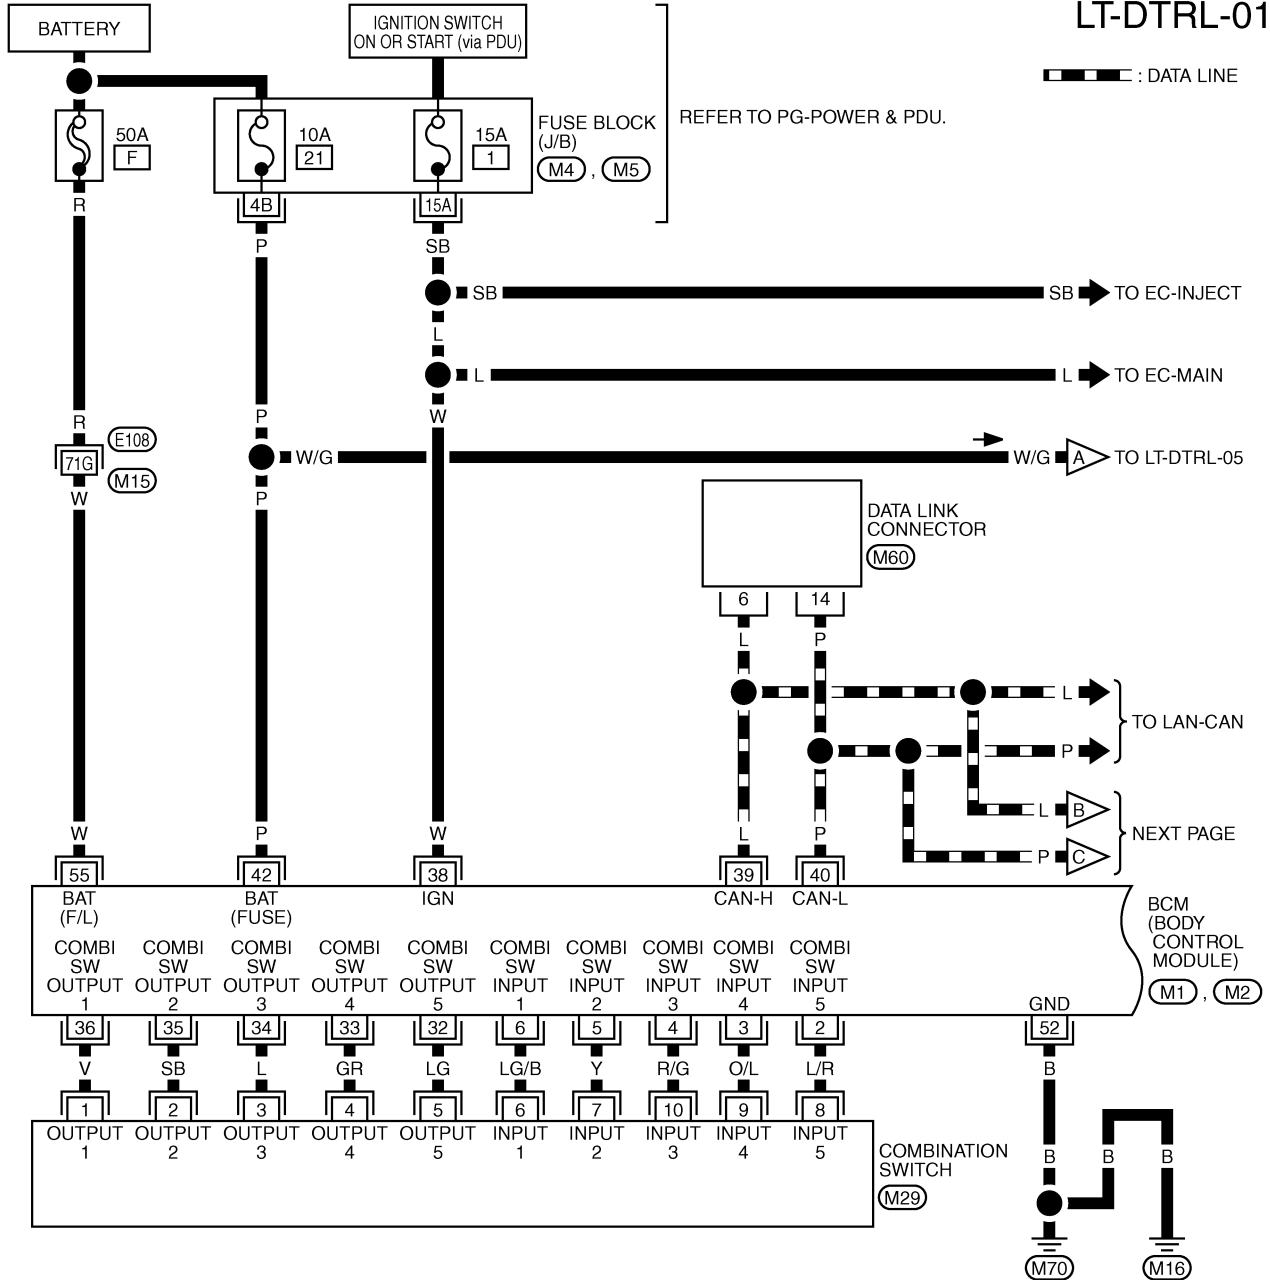 LT-DTRL-01
BATTERY
IGNITION SWITCH
ON OR START (via PDU)
: DATA LINE
50A
F
10A
21
15A
1
FUSE BLOCK
(J/B)
M4 , M5
REFER TO PG-POWER & PDU.
4B
15A
R
P
SB
SB
SB
TO EC-INJECT
L
L
L
TO EC-MAIN
R
P
W
E108
71G
M15
W/G
W/G
A
TO LT-DTRL-05
W
P
DATA LINK
CONNECTOR
M60
6
14
L
P
L
P
TO LAN-CAN
L
B
P
C
NEXT PAGE
W
P
W
L
P
55
42
38
39
40
BAT
(F/L)
BAT
(FUSE)
IGN
CAN-H
CAN-L
BCM
(BODY
CONTROL
MODULE)
M1 , M2
COMBI
SW
OUTPUT
1
COMBI
SW
OUTPUT
2
COMBI
SW
OUTPUT
3
COMBI
SW
OUTPUT
4
COMBI
SW
OUTPUT
5
COMBI
SW
INPUT
1
COMBI
SW
INPUT
2
COMBI
SW
INPUT
3
COMBI
SW
INPUT
4
COMBI
SW
INPUT
5
GND
36
35
34
33
32
6
5
4
3
2
52
V
SB
L
GR
LG
LG/B
Y
R/G
O/L
L/R
B
1
2
3
4
5
6
7
10
9
8
OUTPUT
1
OUTPUT
2
OUTPUT
3
OUTPUT
4
OUTPUT
5
INPUT
1
INPUT
2
INPUT
3
INPUT
4
INPUT
5
COMBINATION
SWITCH
M29
B
B
B
M70
M16